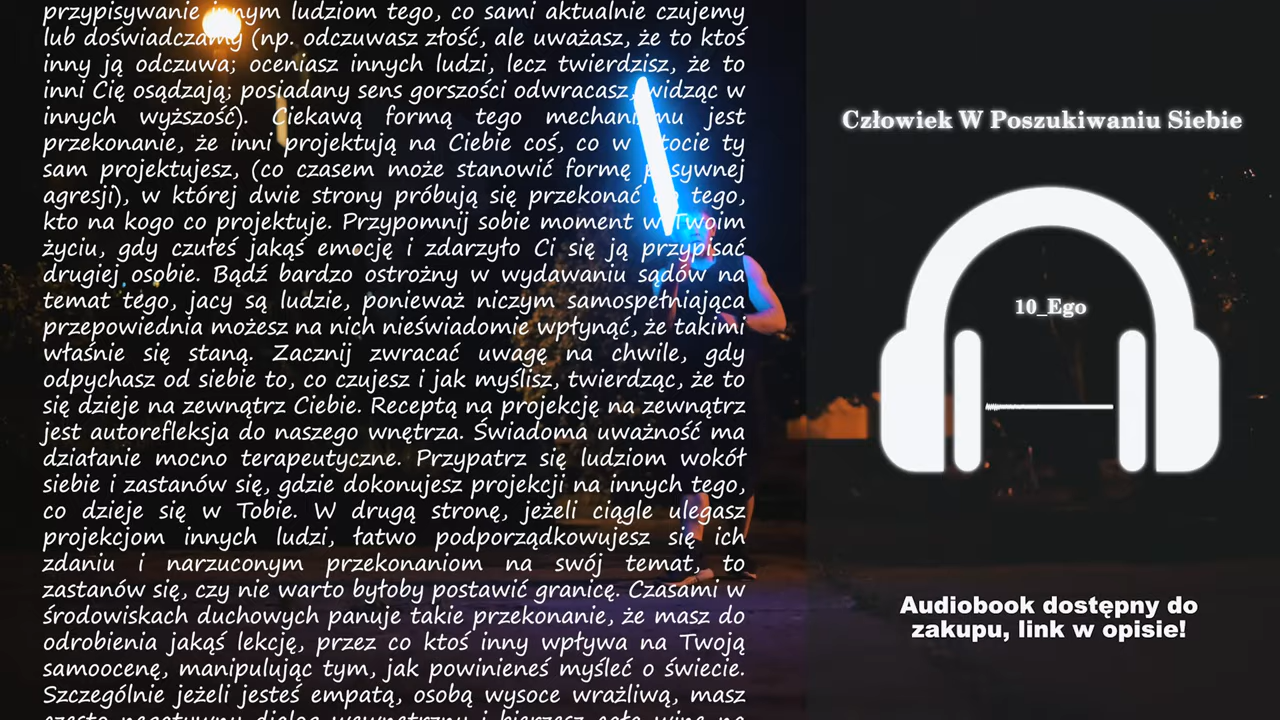 przypisywanie innym ludziom tego, co sami aktualnie czujemy
lub doświadczamy (np. odczuwasz złość, ale uważasz, że to ktoś
inny ją odczuwa; oceniasz innych ludzi, lecz twierdzisz, że to
inni Cię osądzają; posiadany sens gorszości odwracasz, widząc w
innych wyższość). Ciekawą formą tego mechanizmu jest
przekonanie, że inni projektują na Ciebie coś, co w istocie ty
sam projektujesz, (co czasem może stanowić formę pasywnej
agresji), w której dwie strony próbują się przekonać do tego,
kto na kogo co projektuje. Przypomnij sobie moment w Twoim
życiu, gdy czułeś jakąś emocję i zdarzyło Ci się ją przypisać
drugiej osobie. Bądź bardzo ostrożny w wydawaniu sądów na
temat tego, jacy są ludzie, ponieważ niczym samospełniająca
przepowiednia możesz na nich nieświadomie wpłynąć, że takimi
właśnie się staną. Zacznij zwracać uwagę na chwile, gdy
odpychasz od siebie to, co czujesz i jak myślisz, twierdząc, że to
się dzieje na zewnątrz Ciebie. Receptą na projekcję na zewnątrz
jest autorefleksja do naszego wnętrza. Świadoma uważność ma
działanie mocno terapeutyczne. Przypatrz się ludziom wokół
siebie i zastanów się, gdzie dokonujesz projekcji na innych tego,
co dzieje się w Tobie. W drugą stronę, jeżeli ciągle ulegasz
projekcjom innych ludzi, łatwo podporządkowujesz się ich
zdaniu i narzuconym przekonaniom na swój temat, to
zastanów się, czy nie warto byłoby postawić granicę. Czasami w
środowiskach duchowych panuje takie przekonanie, że masz do
odrobienia jakąś lekcję, przez co ktoś inny wpływa na Twoją
samoocenę, manipulując tym, jak powinieneś myśleć o świecie.
Szczególnie jeżeli jesteś empatą, osobą wysoce wrażliwą, masz
często negatywny dialog wewnętrzny i bierzesz całą winę na
Człowiek W Poszukiwaniu Siebie
10_Ego
Audiobook dostępny do
zakupu, link w opisie!